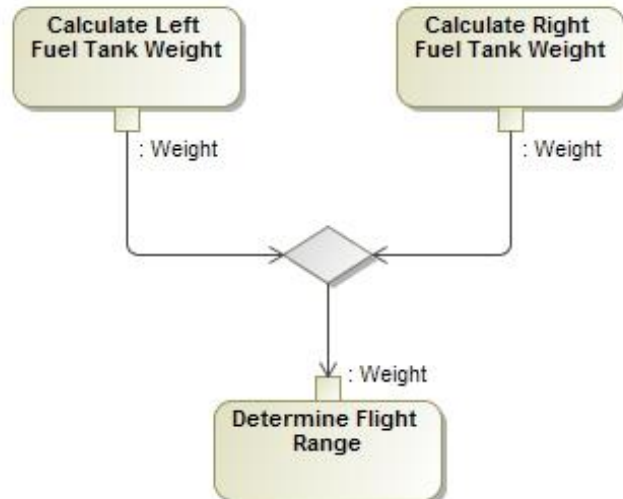 Calculate Left
Fuel Tank Weight
Calculate Right
Fuel Tank Weight
: Weight
: Weight
: Weight
Determine Flight
Range